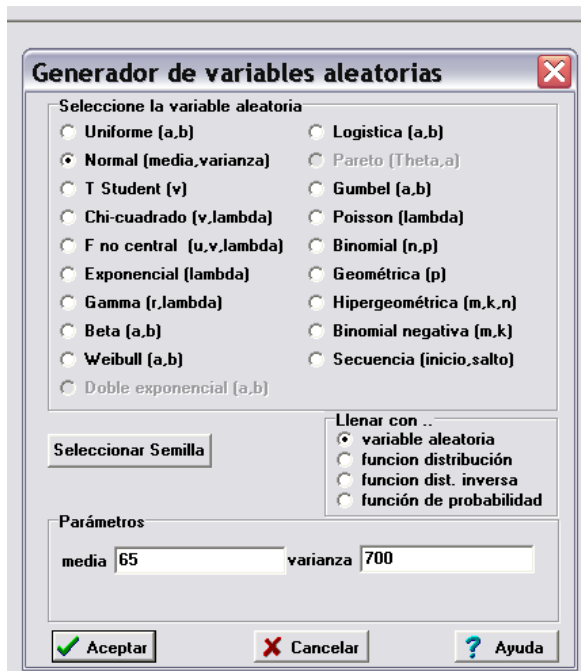 Generador de variables aleatorias
Seleccione la variable aleatoria
Uniforme (a,b)
Normal (media,varianza)
T Student (v)
Chi-cuadrado (v,lambda)
F no central (u,v,lambda)
Exponencial (lambda)
Gamma (r,lambda)
Beta (a,b)
Weibull (a,b)
Doble exponencial (a,b)
Logistica (a,b)
Pareto (Theta,a)
Gumbel (a,b)
Poisson (lambda)
Binomial (n,p)
Geométrica (p)
Hipergeométrica (m,k,n)
Binomial negativa (m,k)
Secuencia (inicio,salto)
Seleccionar Semilla
Llenar con ..
variable aleatoria
funcion distribución
funcion dist. inversa
función de probabilidad
Parámetros
media 65 varianza 700
Aceptar Cancelar ? Ayuda